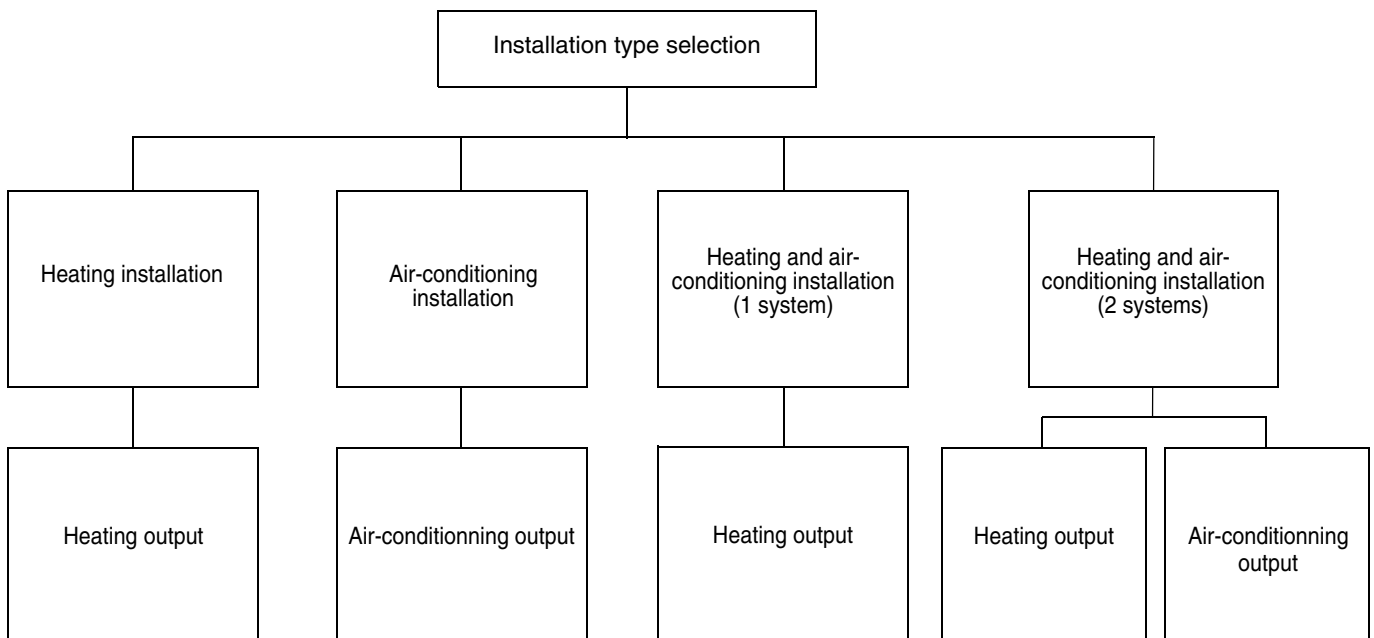 Installation type selection
Heating installation
Air-conditioning
installation
Heating and air-
conditioning installation
(1 system)
Heating and air-
conditioning installation
(2 systems)
Heating output
Air-conditionning output
Heating output
Heating output
Air-conditionning
output